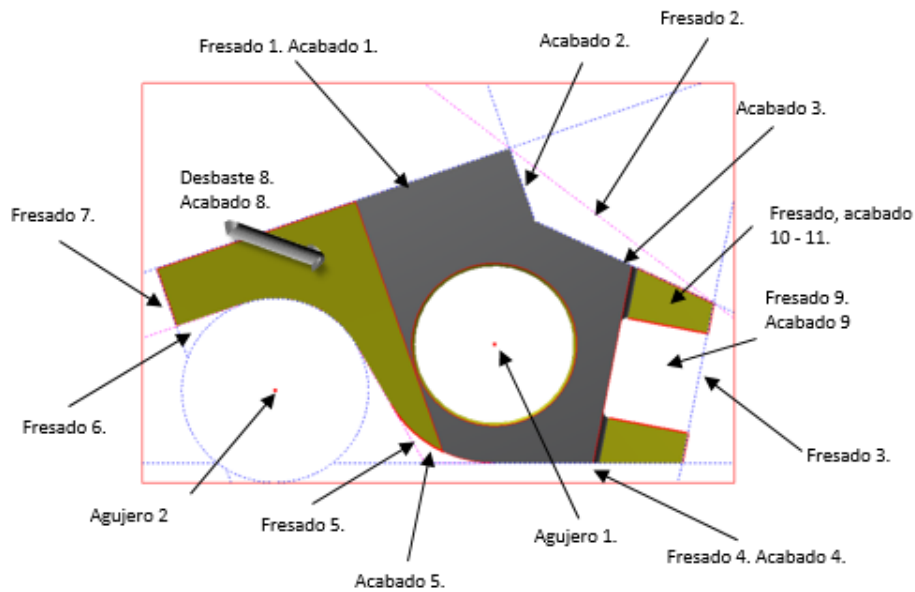 Fresado 2.
Fresado 1. Acabado 1.
Acabado 2.
Acabado 3.
Desbaste 8.
Acabado 8.
Fresado 7.
Fresado, acabado
10 - 11.
Fresado 9.
Acabado 9
Fresado 6.
Fresado 3.
Agujero 2
Fresado 5.
Agujero 1.
Fresado 4. Acabado 4.
Acabado 5.